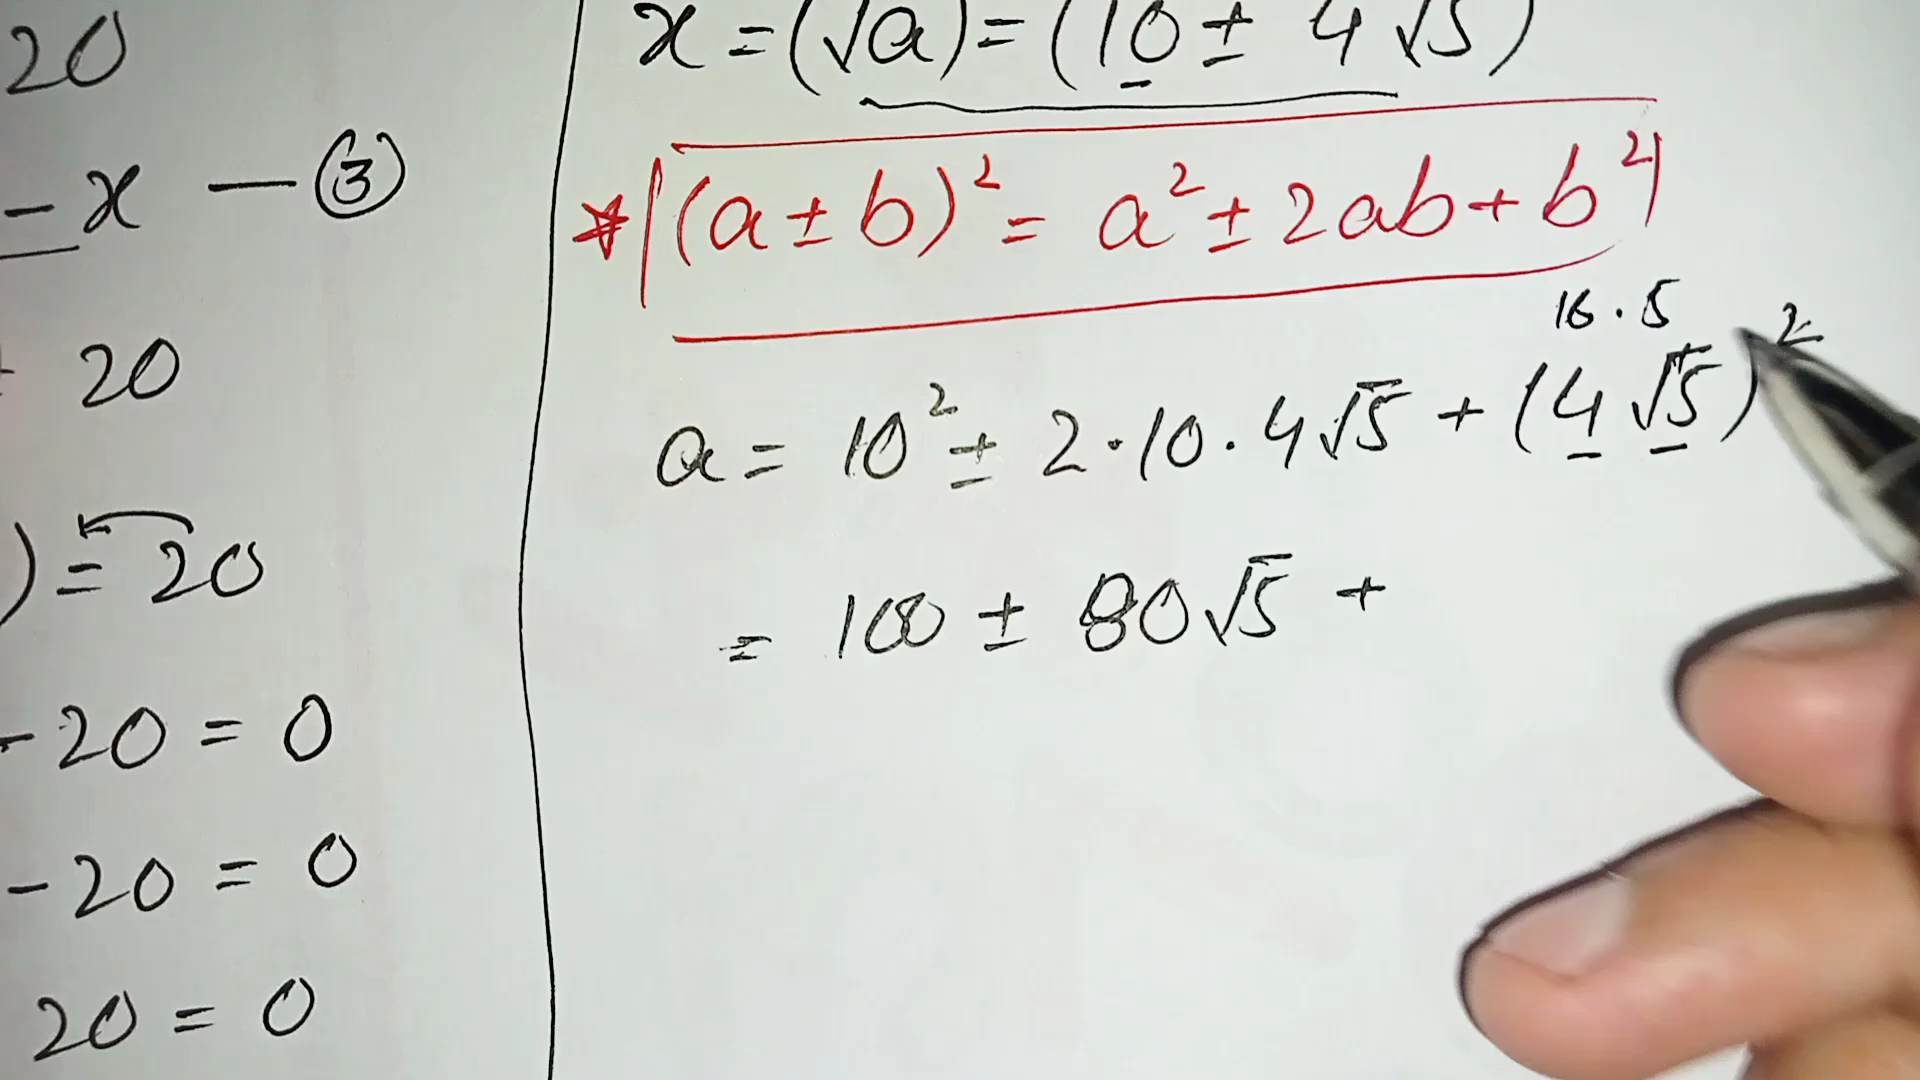 20
- x — ③
20
) = 20
- 20 = 0
- 20 = 0
20 = 0
x = (√a) = (10 ± 4√5)
* (a ± b)² = a² ± 2ab + b²
16 · 5
a = 10² ± 2 · 10 · 4√5 + (4√5)²
= 100 ± 80√5 +